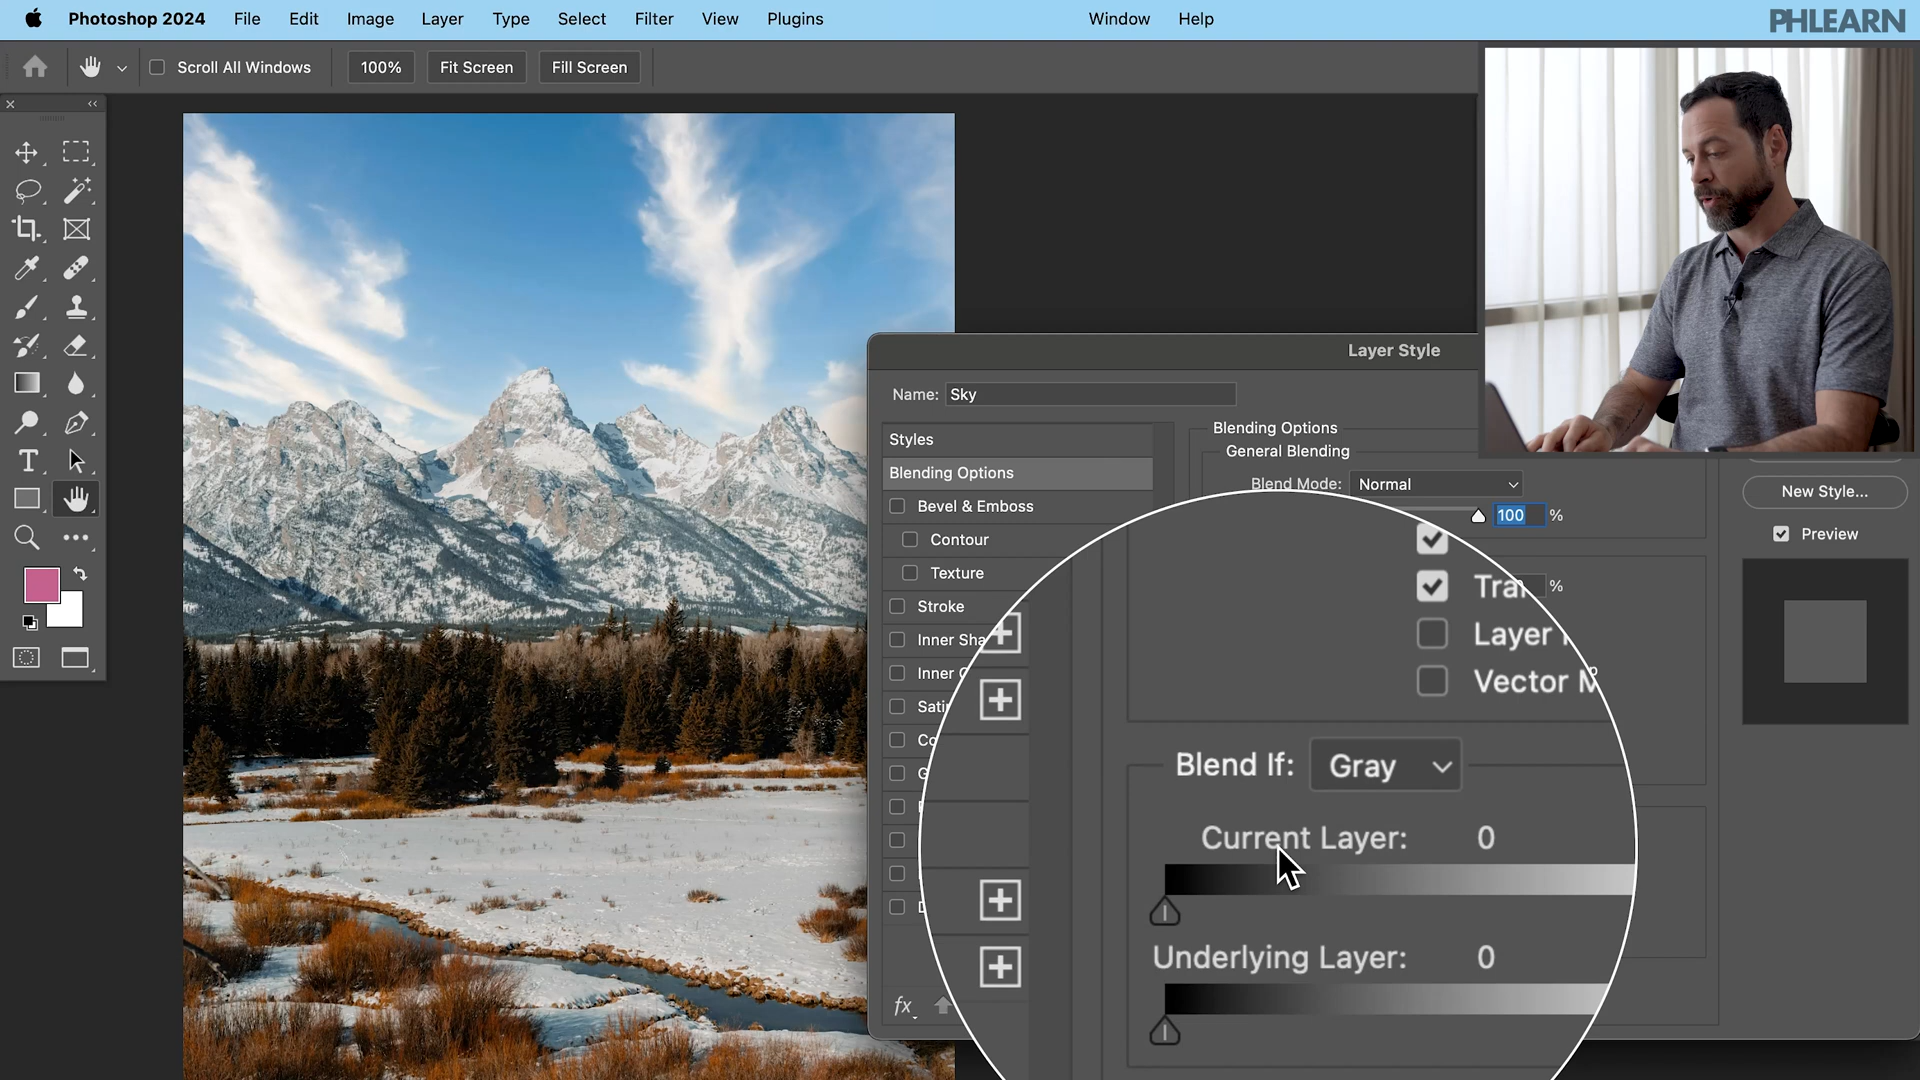 Photoshop 2024 File Edit Image Layer Type Select Filter View Plugins Window Help
PHLEARN
Scroll All Windows 100% Fit Screen Fill Screen
Layer Style
Name: Sky
Styles
Blending Options
Bevel & Emboss
Contour
Texture
Stroke
Inner Sha
Inner
Blending Options
General Blending
Blend Mode: Normal
100 %
%
Layer
Vector M
Blend If: Gray
Current Layer: 0
Underlying Layer: 0
fx
New Style...
Preview